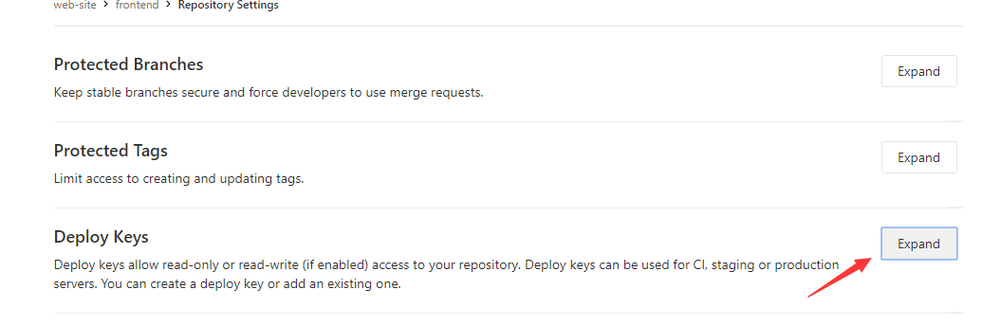 web-site > frontend > Repository Settings
Protected Branches
Expand
Keep stable branches secure and force developers to use merge requests.
Protected Tags
Expand
Limit access to creating and updating tags.
Deploy Keys
Expand
Deploy keys allow read-only or read-write (if enabled) access to your repository. Deploy keys can be used for CI, staging or production
servers. You can create a deploy key or add an existing one.